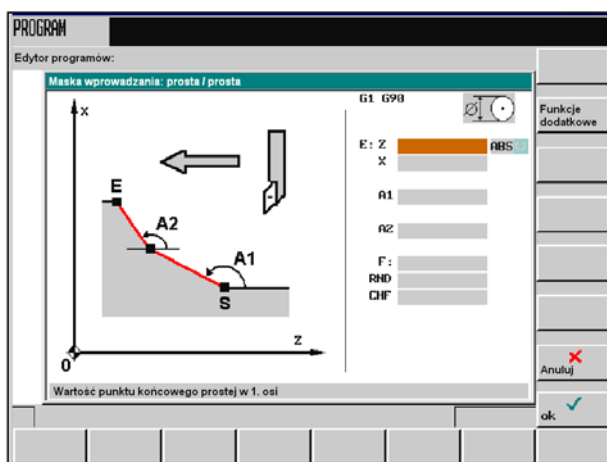 PROGRAM
Edytor programów:
Maska wprowadzania: prosta / prosta
X
E
A2
A1
S
Z
0
G1 G90
E: Z
ABS
X
A1
A2
F:
RND
CHF
Wartość punktu końcowego prostej w 1. osi
Funkcje
dodatkowe
Anuluj
ok